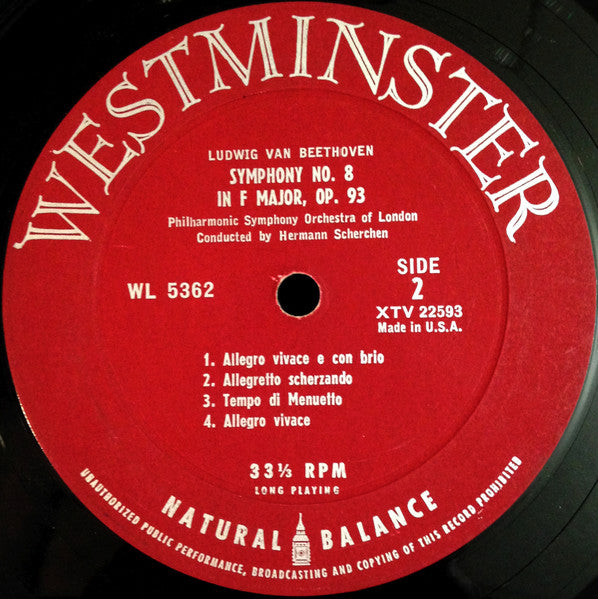 WESTMINSTER
LUDWIG VAN BEETHOVEN
SYMPHONY NO. 8
IN F MAJOR, OP. 93
Philharmonic Symphony Orchestra of London
Conducted by Hermann Scherchen
WL 5362
SIDE
2
XTV 22593
Made in U.S.A.
1. Allegro vivace e con brio
2. Allegretto scherzando
3. Tempo di Menuetto
4. Allegro vivace
33⅓ RPM
LONG PLAYING
NATURAL BALANCE
UNAUTHORIZED PUBLIC PERFORMANCE, BROADCASTING AND COPYING OF THIS RECORD PROHIBITED